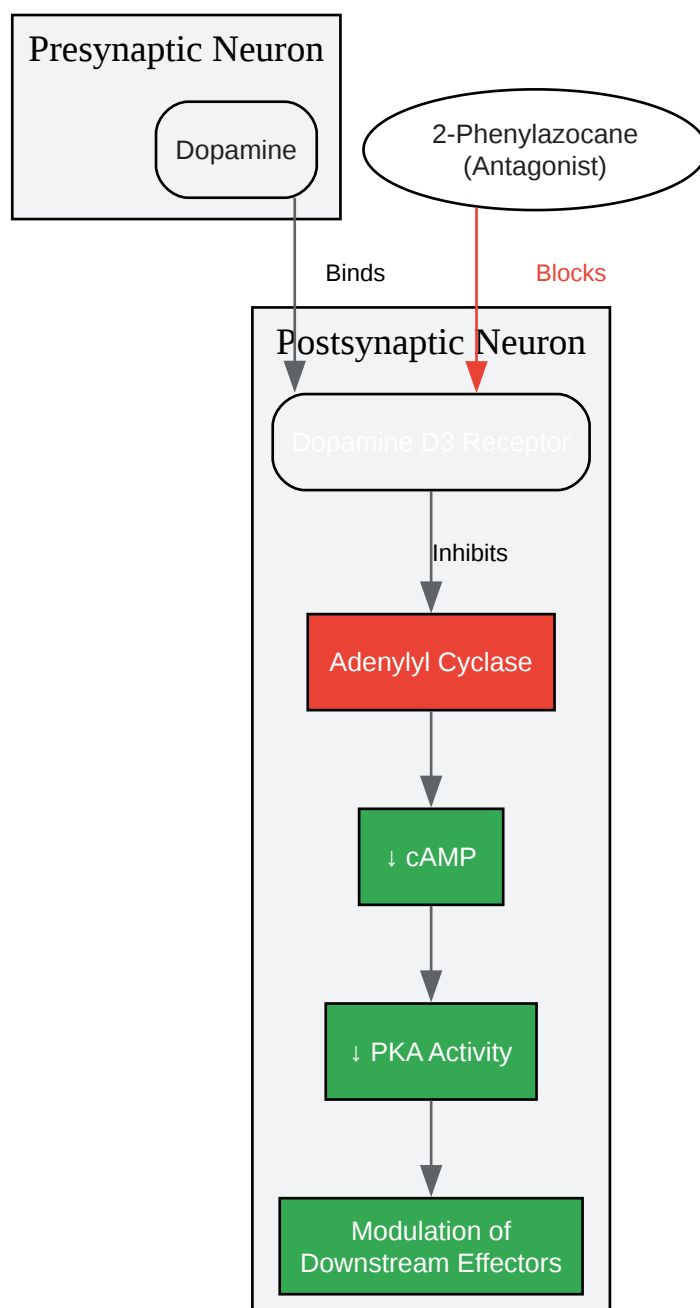 Presynaptic Neuron
Dopamine
2-Phenylazocane
(Antagonist)
Binds
Blocks
Postsynaptic Neuron
Dopamine D3 Receptor
Inhibits
Adenylyl Cyclase
↓ cAMP
↓ PKA Activity
Modulation of
Downstream Effectors